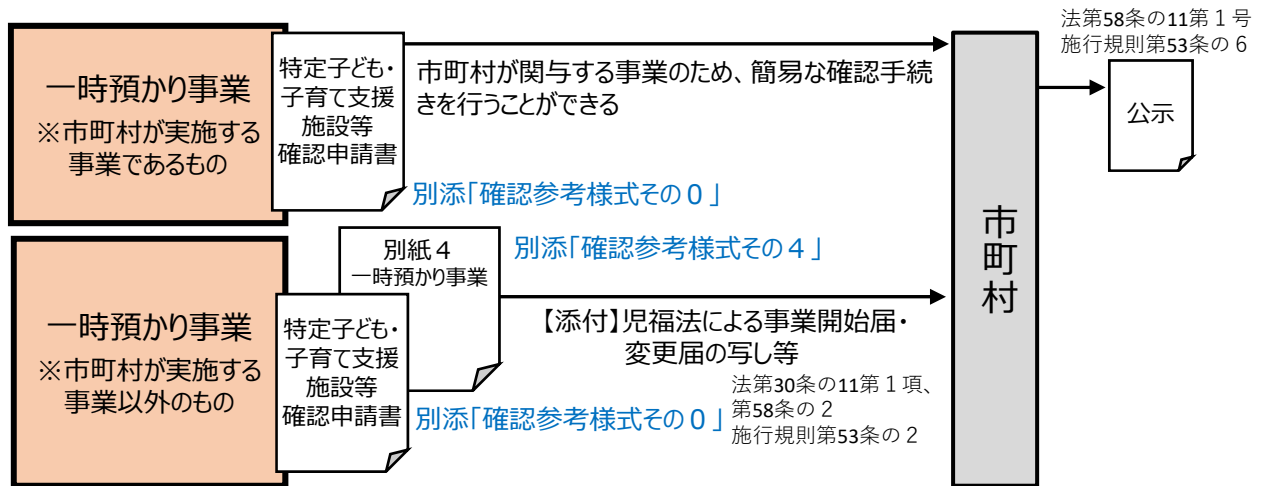 一時預かり事業
※市町村が実施する
事業であるもの
特定子ども・
子育て支援
施設等
確認申請書
市町村が関与する事業のため、簡易な確認手続
きを行うことができる
別添「確認参考様式その０」
法第58条の11第１号
施行規則第53条の６
公示
市町村
一時預かり事業
※市町村が実施する
事業以外のもの
別紙４
一時預かり事業
別添「確認参考様式その４」
特定子ども・
子育て支援
施設等
確認申請書
【添付】児福法による事業開始届・
変更届の写し等
法第30条の11第１項、
第58条の２
施行規則第53条の２
別添「確認参考様式その０」